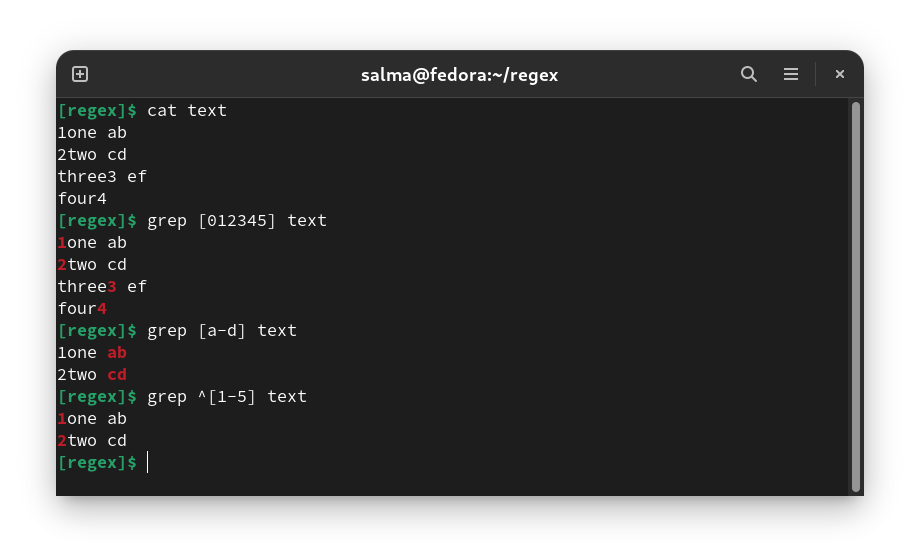 salma@fedora:~/regex
[regex]$ cat text
1one ab
2two cd
three3 ef
four4
[regex]$ grep [012345] text
1one ab
2two cd
three3 ef
four4
[regex]$ grep [a-d] text
1one ab
2two cd
[regex]$ grep ^[1-5] text
1one ab
2two cd
[regex]$